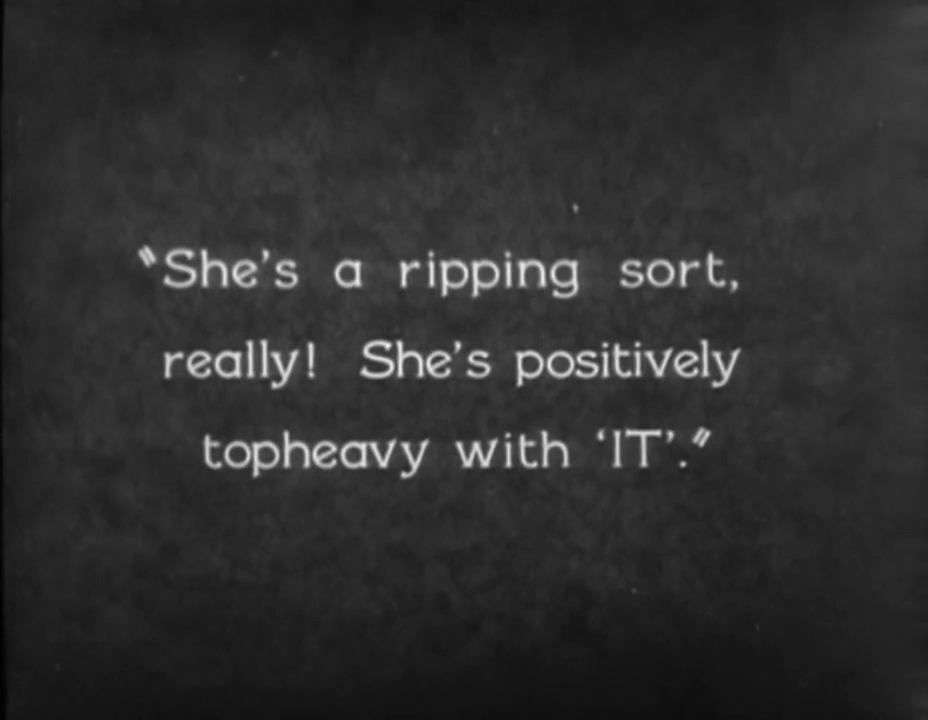 "She's a ripping sort,
really! She's positively
topheavy with 'IT'."